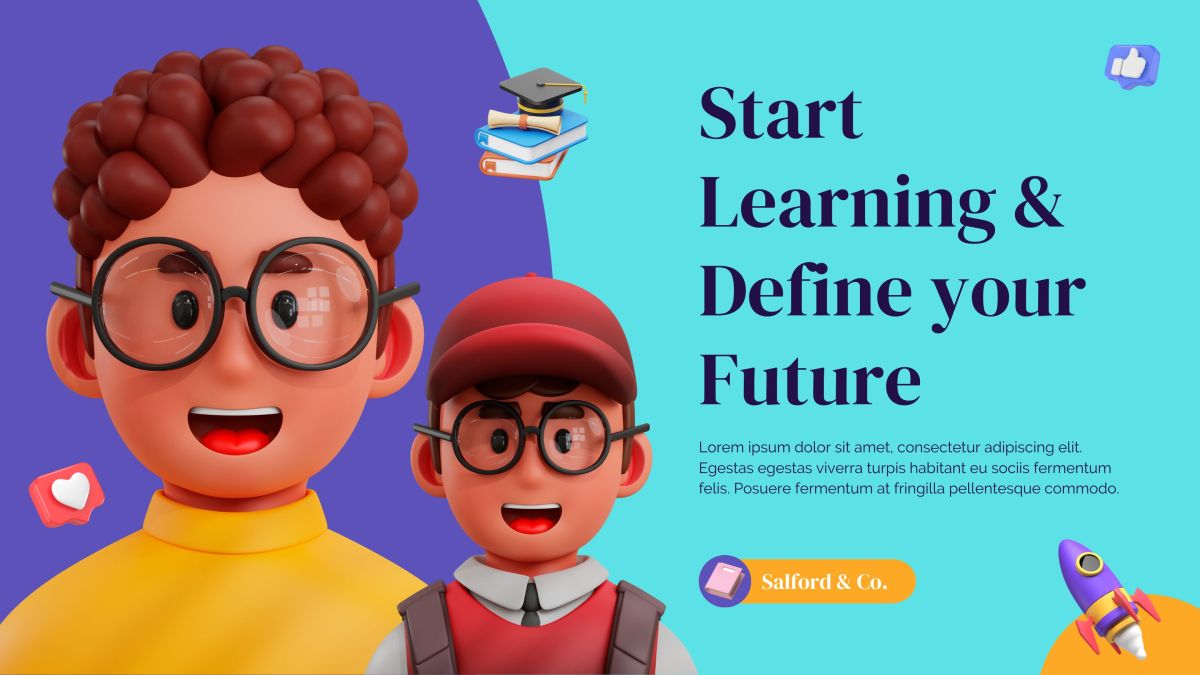 Start
Learning &
Define your
Future
Lorem ipsum dolor sit amet, consectetur adipiscing elit.
Egestas egestas viverra turpis habitant eu sociis fermentum
felis. Posuere fermentum at fringilla pellentesque commodo.
Salford & Co.